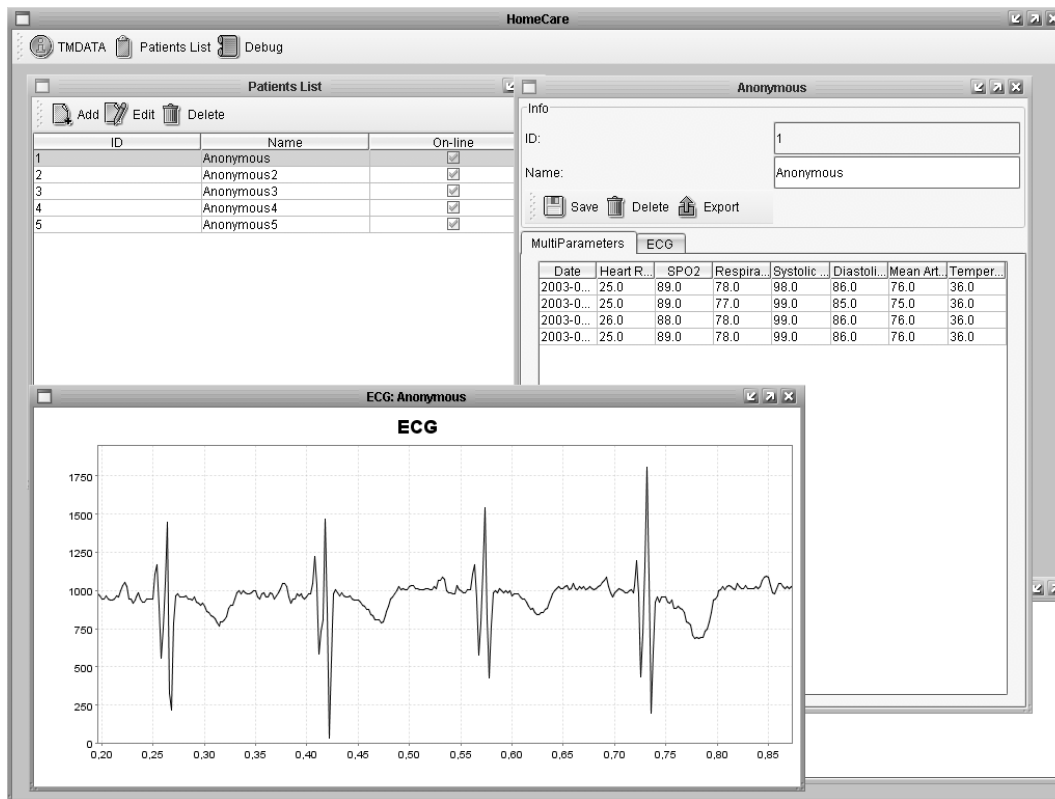 HomeCare
TMDATA Patients List Debug
Patients List
Add Edit Delete
ID Name On-line
1 Anonymous
2 Anonymous2
3 Anonymous3
4 Anonymous4
5 Anonymous5
Anonymous
Info
ID: 1
Name: Anonymous
Save Delete Export
MultiParameters ECG
Date Heart R... SPO2 Respira... Systolic ... Diastoli... Mean Art... Temper...
2003-0... 25.0 89.0 78.0 98.0 86.0 76.0 36.0
2003-0... 25.0 89.0 77.0 99.0 85.0 75.0 36.0
2003-0... 26.0 88.0 78.0 99.0 86.0 76.0 36.0
2003-0... 25.0 89.0 78.0 99.0 86.0 76.0 36.0
ECG: Anonymous
ECG
1750
1500
1250
1000
750
500
250
0
0,20 0,25 0,30 0,35 0,40 0,45 0,50 0,55 0,60 0,65 0,70 0,75 0,80 0,85